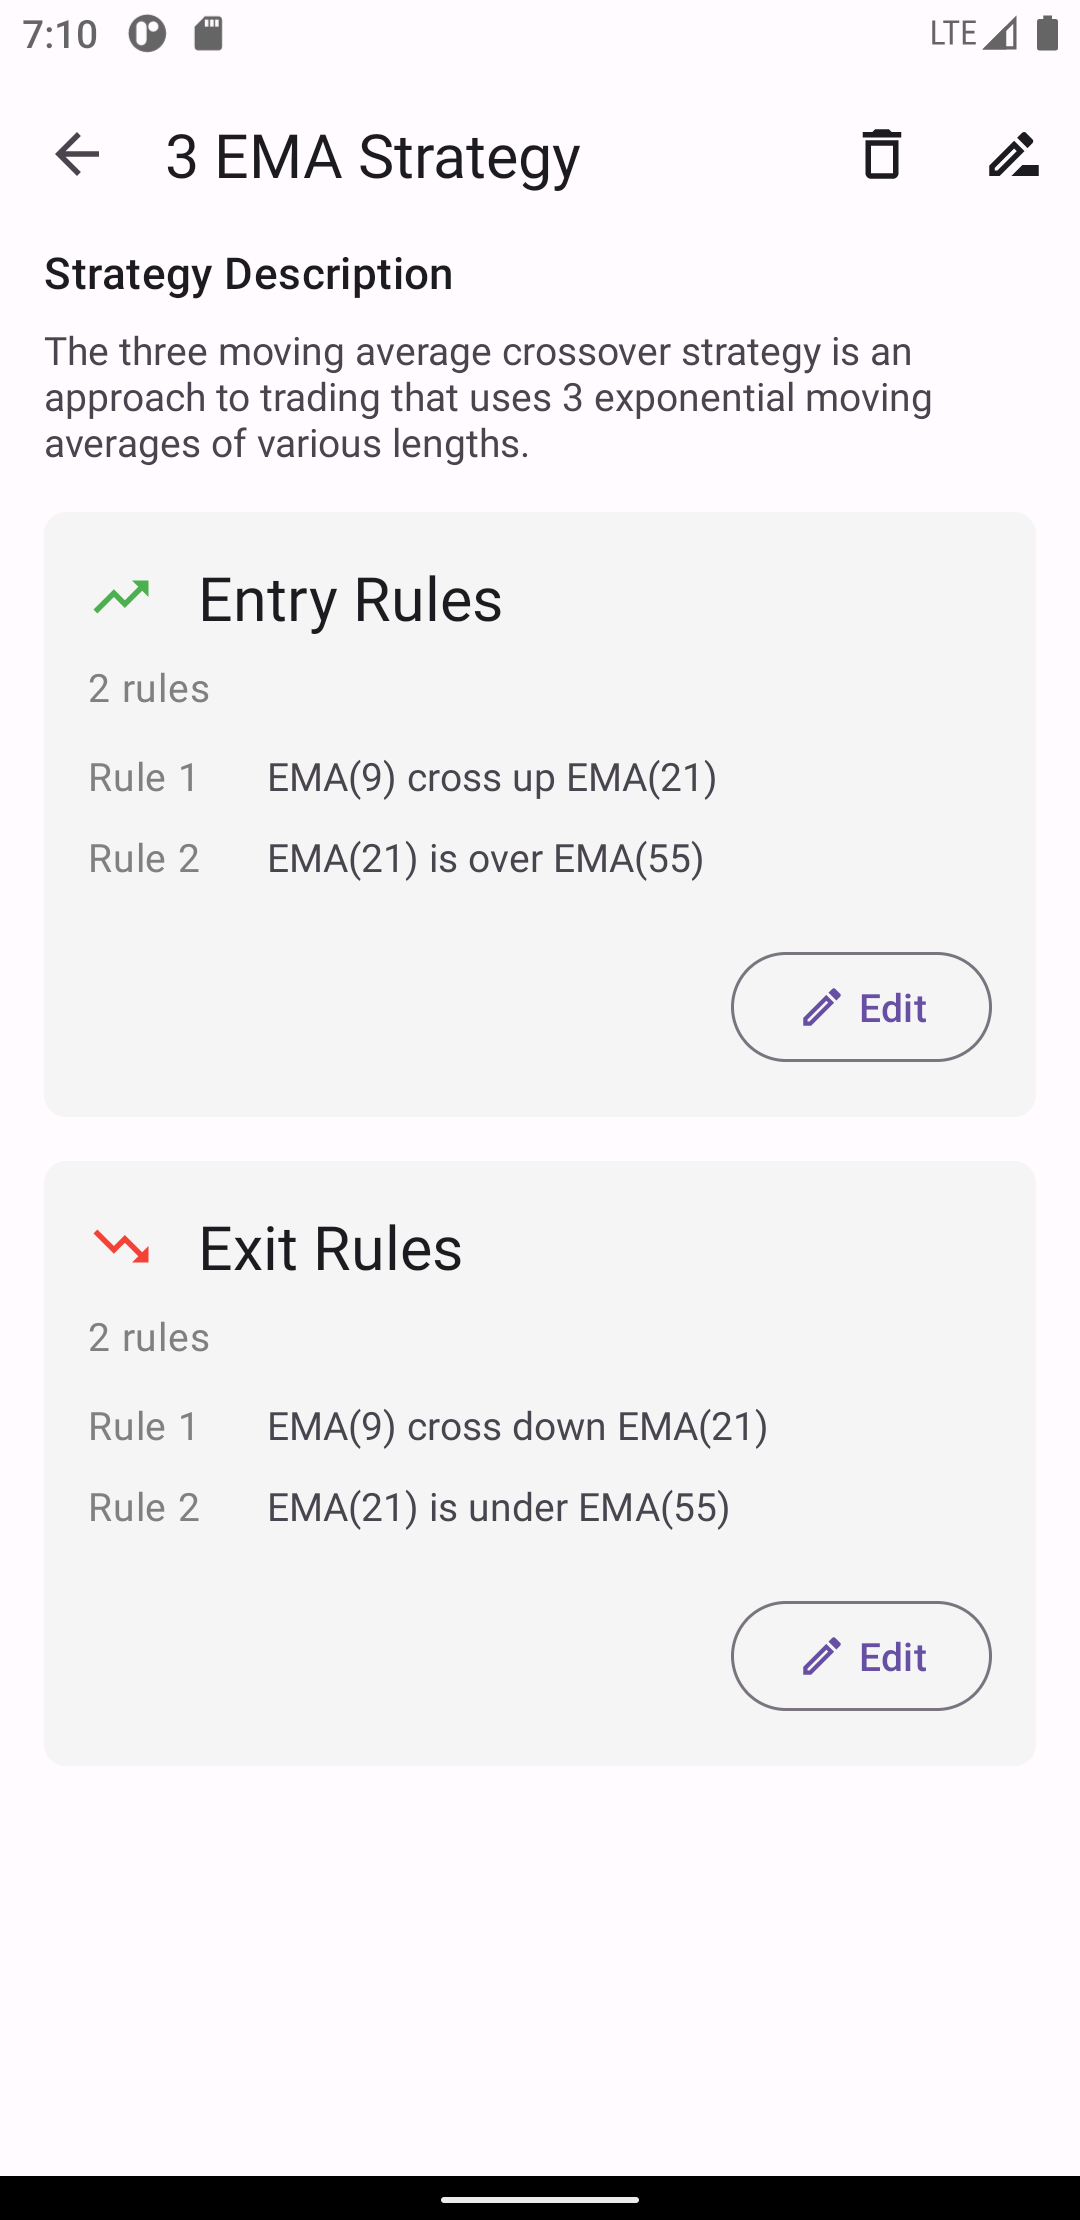 7:10 LTE
3 EMA Strategy
Strategy Description
The three moving average crossover strategy is an
approach to trading that uses 3 exponential moving
averages of various lengths.
Entry Rules
2 rules
Rule 1 EMA(9) cross up EMA(21)
Rule 2 EMA(21) is over EMA(55)
Edit
Exit Rules
2 rules
Rule 1 EMA(9) cross down EMA(21)
Rule 2 EMA(21) is under EMA(55)
Edit